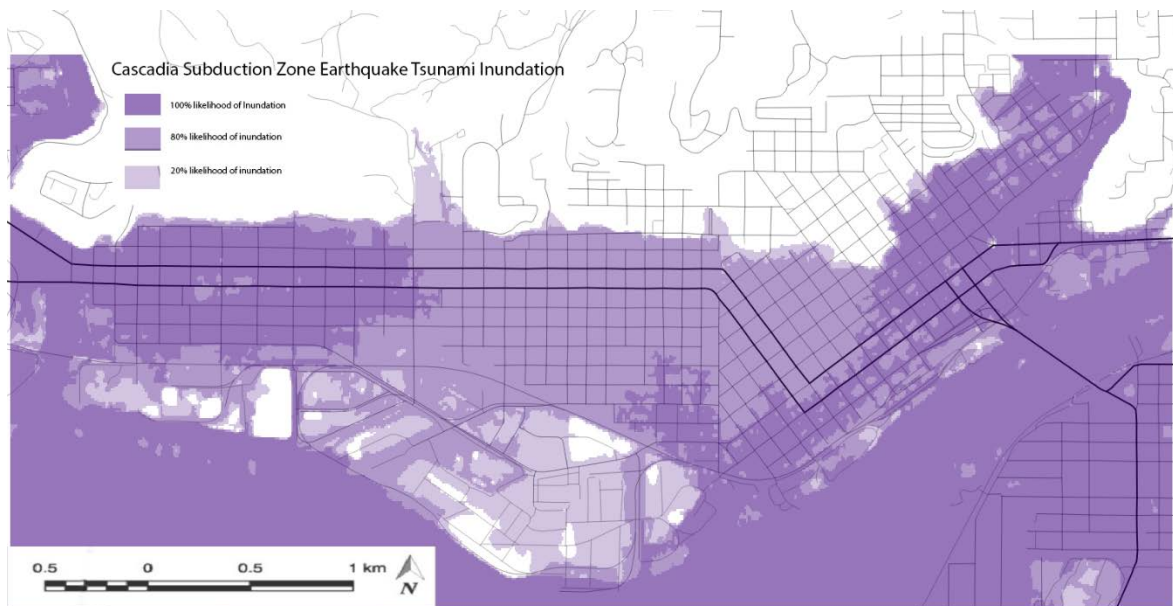 Cascadia Subduction Zone Earthquake Tsunami Inundation
100% likelihood of Inundation
80% likelihood of inundation
20% likelihood of inundation
0.5 0 0.5 1 km
N